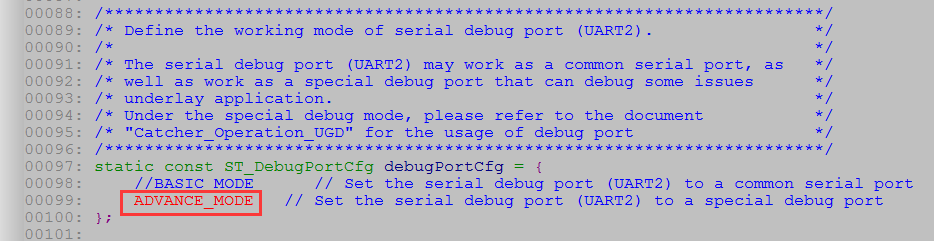 00088: /*************************************************************************/
00089: /* Define the working mode of serial debug port (UART2). */
00090: /* */
00091: /* The serial debug port (UART2) may work as a common serial port, as */
00092: /* well as work as a special debug port that can debug some issues */
00093: /* underlay application. */
00094: /* Under the special debug mode, please refer to the document */
00095: /* "Catcher_Operation_UGD" for the usage of debug port */
00096: /*************************************************************************/
00097: static const ST_DebugPortCfg debugPortCfg = {
00098: //BASIC_MODE // Set the serial debug port (UART2) to a common serial port
00099: ADVANCE_MODE // Set the serial debug port (UART2) to a special debug port
00100: };
00101: